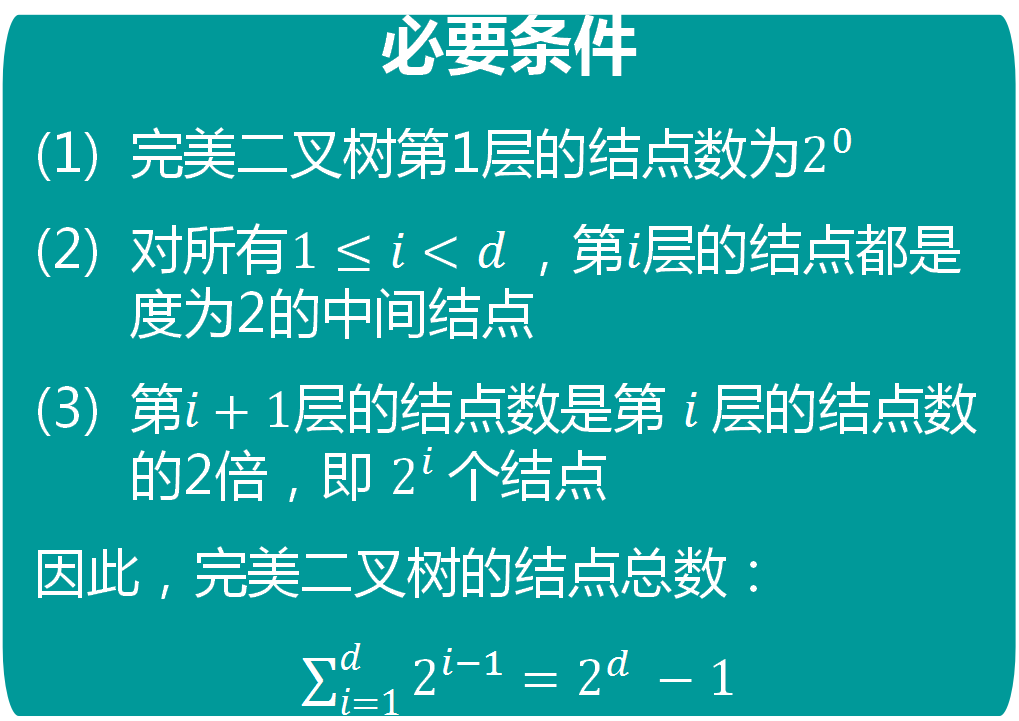 必要条件
(1) 完美二叉树第1层的结点数为2⁰
(2) 对所有1 ≤ i < d ，第i层的结点都是
度为2的中间结点
(3) 第i + 1层的结点数是第 i 层的结点数
的2倍，即 2ⁱ 个结点
因此，完美二叉树的结点总数：
∑ᵢ₌₁ᵈ 2ⁱ⁻¹ = 2ᵈ − 1